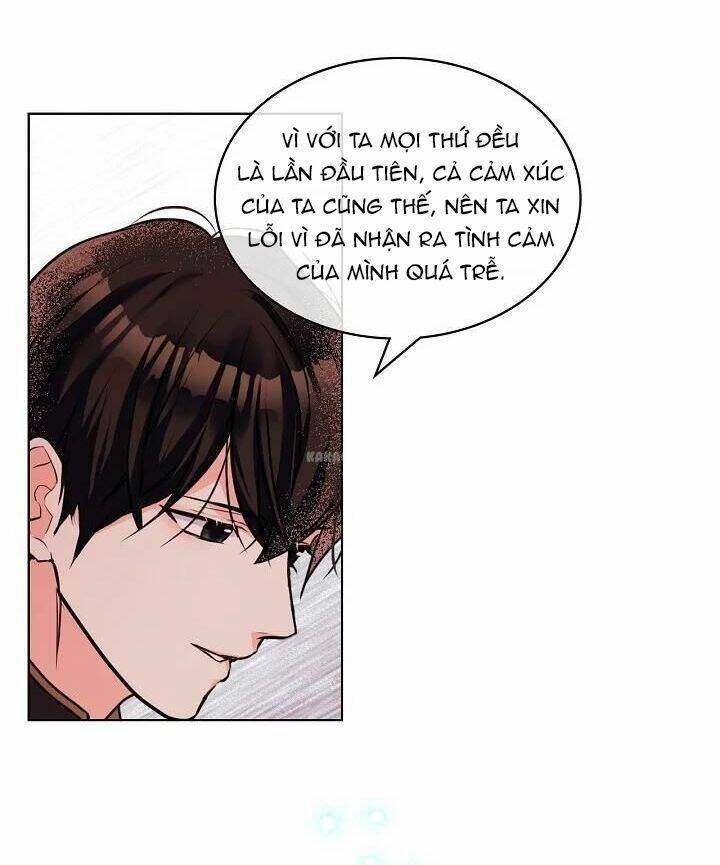 VÌ VỚI TA MỌI THỨ ĐỀU
LÀ LẦN ĐẦU TIÊN, CẢ CẢM XÚC
CỦA TA CŨNG THẾ, NÊN TA XIN
LỖI VÌ ĐÃ NHẬN RA TÌNH CẢM
CỦA MÌNH QUÁ TRỄ.